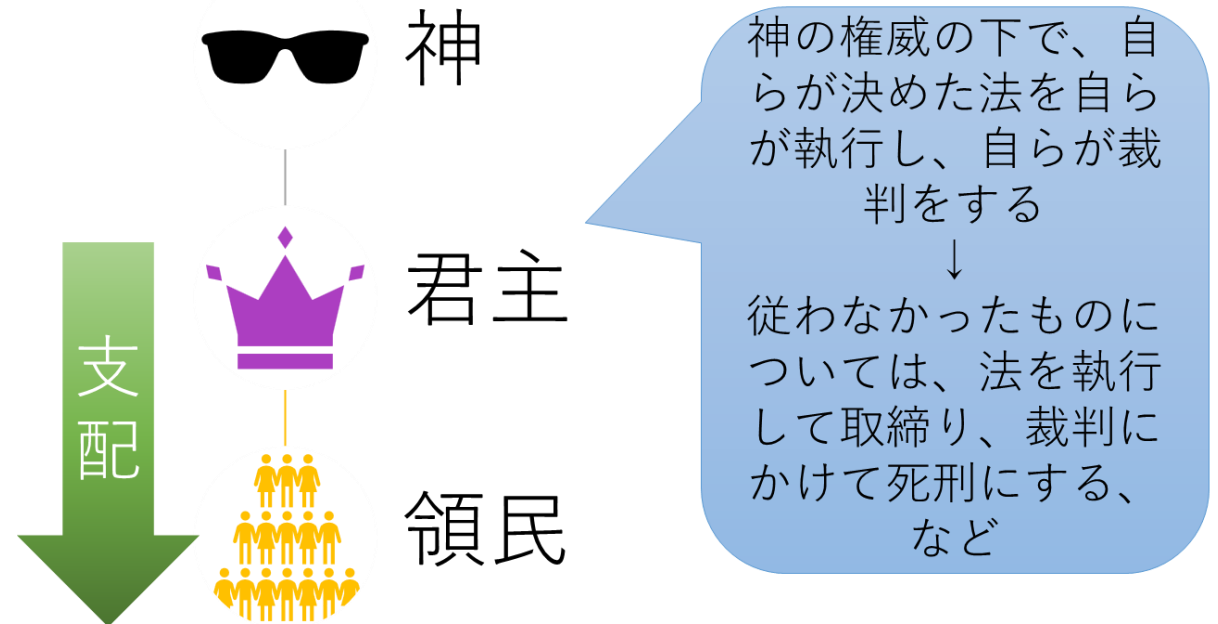 神
君主
領民
支
配
神の権威の下で、自
らが決めた法を自ら
が執行し、自らが裁
判をする
↓
従わなかったものに
ついては、法を執行
して取締り、裁判に
かけて死刑にする、
など